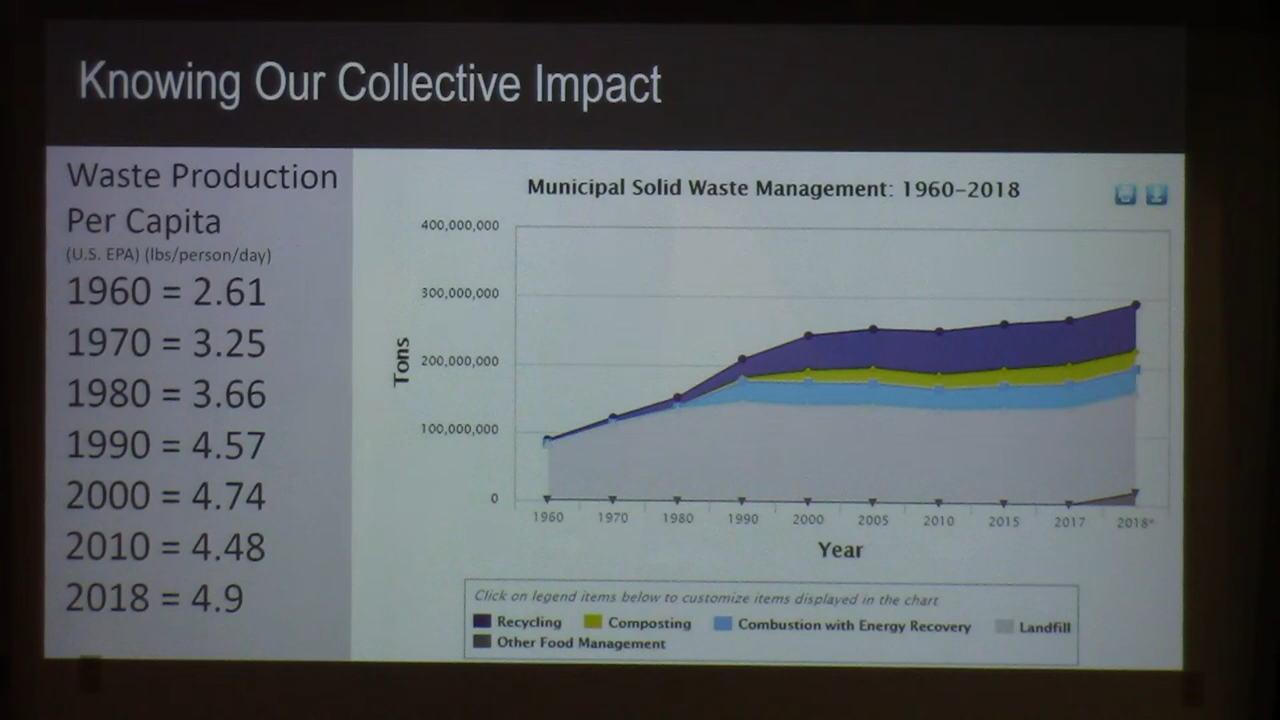 Knowing Our Collective Impact
Waste Production
Per Capita
(U.S. EPA) (lbs/person/day)
1960 = 2.61
1970 = 3.25
1980 = 3.66
1990 = 4.57
2000 = 4.74
2010 = 4.48
2018 = 4.9
Municipal Solid Waste Management: 1960–2018
400,000,000
300,000,000
200,000,000
100,000,000
0
Tons
1960 1970 1980 1990 2000 2005 2010 2015 2017 2018*
Year
Click on legend items below to customize items displayed in the chart
Recycling Composting Combustion with Energy Recovery Landfill
Other Food Management